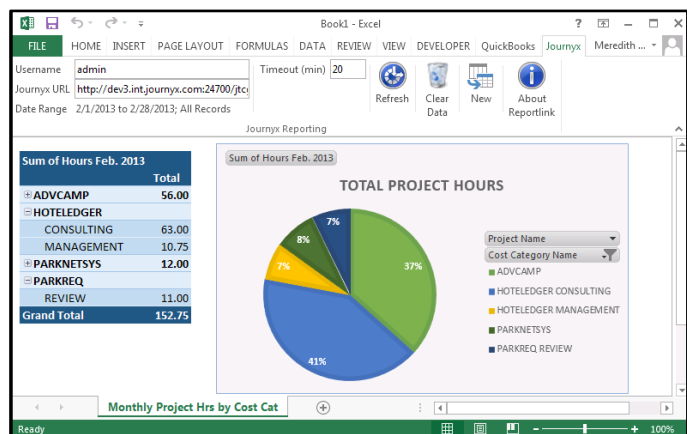 Book1 - Excel
FILE HOME INSERT PAGE LAYOUT FORMULAS DATA REVIEW VIEW DEVELOPER QuickBooks Journyx Meredith ...
Username admin Timeout (min) 20
Journyx URL http://dev3.int.journyx.com:24700/jtc
Date Range 2/1/2013 to 2/28/2013; All Records
Refresh
Clear Data
New
About Reportlink
Journyx Reporting
Sum of Hours Feb. 2013
Total
ADVCAMP 56.00
HOTELEDGER
CONSULTING 63.00
MANAGEMENT 10.75
PARKNETSYS 12.00
PARKREQ
REVIEW 11.00
Grand Total 152.75
Sum of Hours Feb. 2013
TOTAL PROJECT HOURS
7%
8%
7%
37%
41%
Project Name
Cost Category Name
ADVCAMP
HOTELEDGER CONSULTING
HOTELEDGER MANAGEMENT
PARKNETSYS
PARKREQ REVIEW
Monthly Project Hrs by Cost Cat
Ready 100%